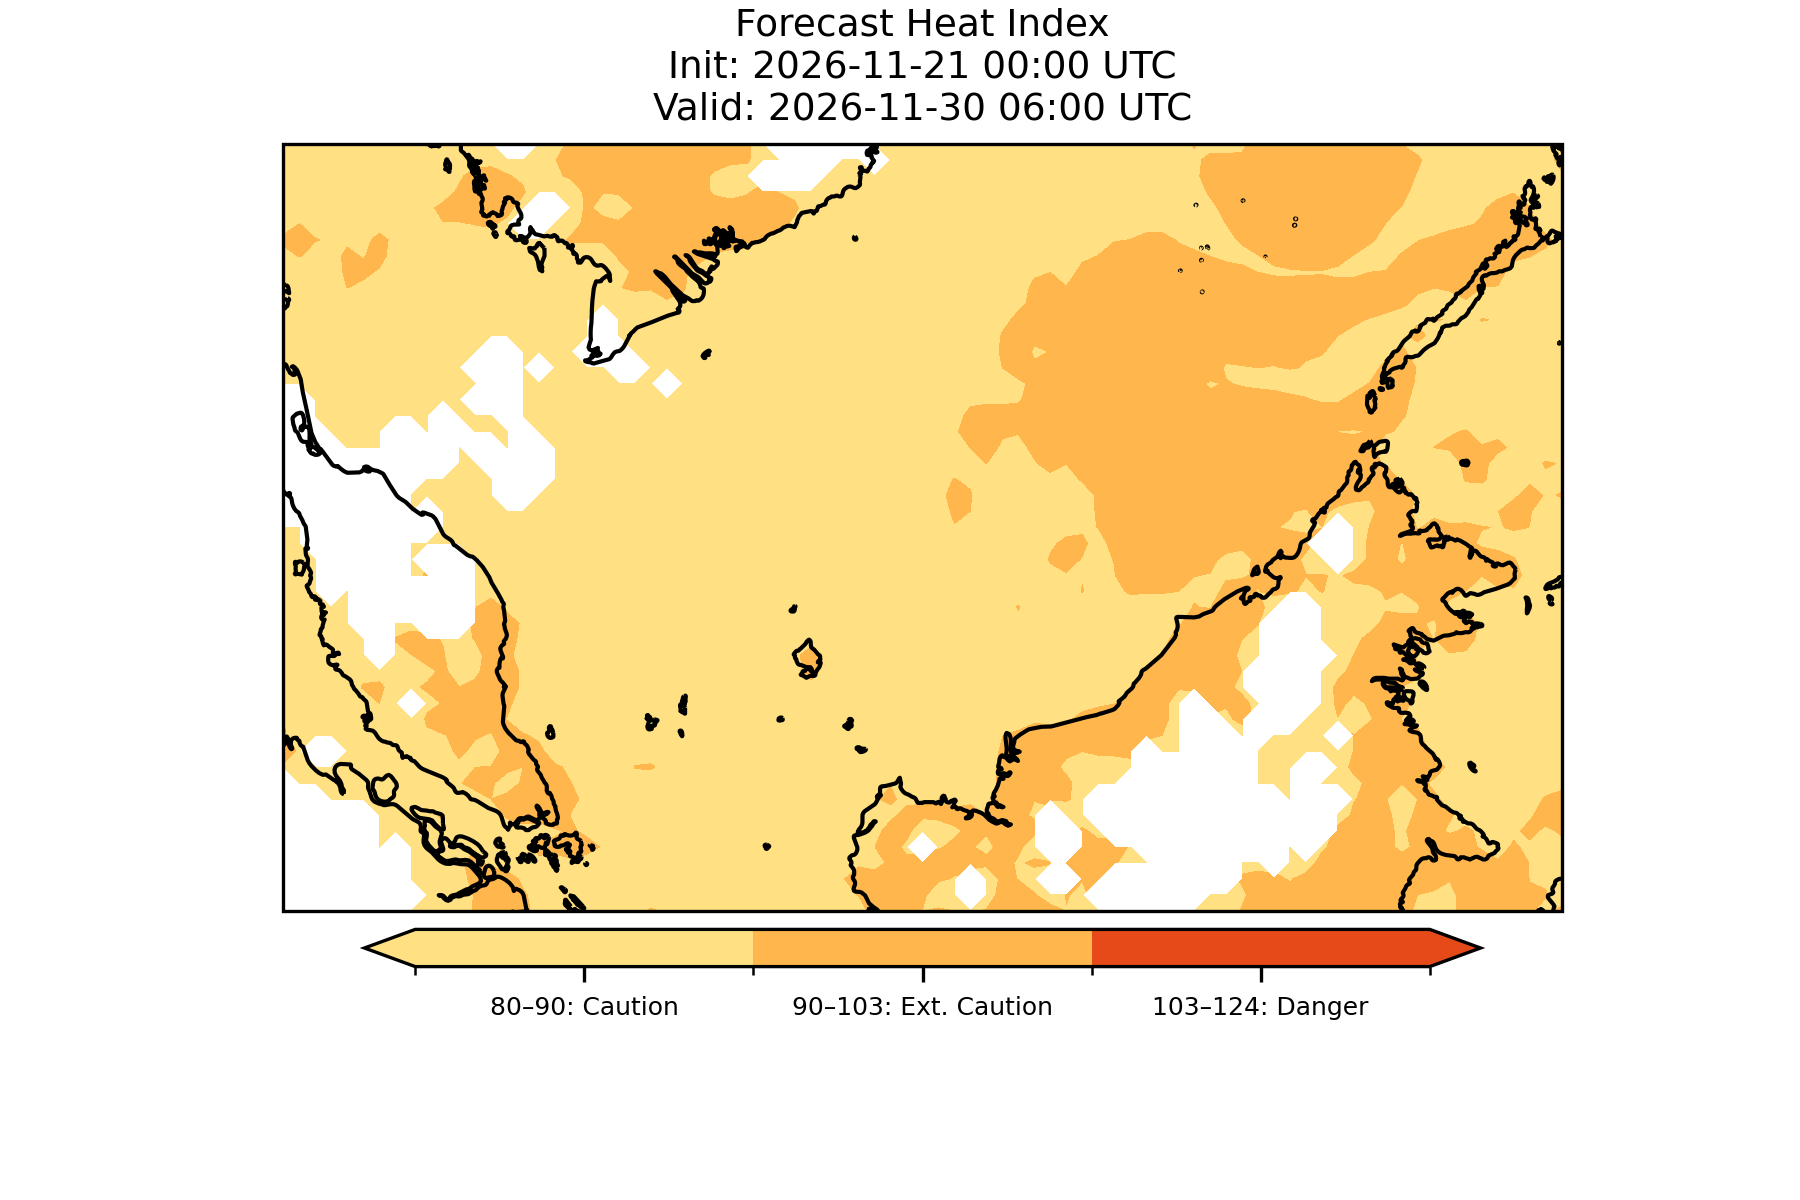 Forecast Heat Index
Init: 2026-11-21 00:00 UTC
Valid: 2026-11-30 06:00 UTC
80–90: Caution
90–103: Ext. Caution
103–124: Danger